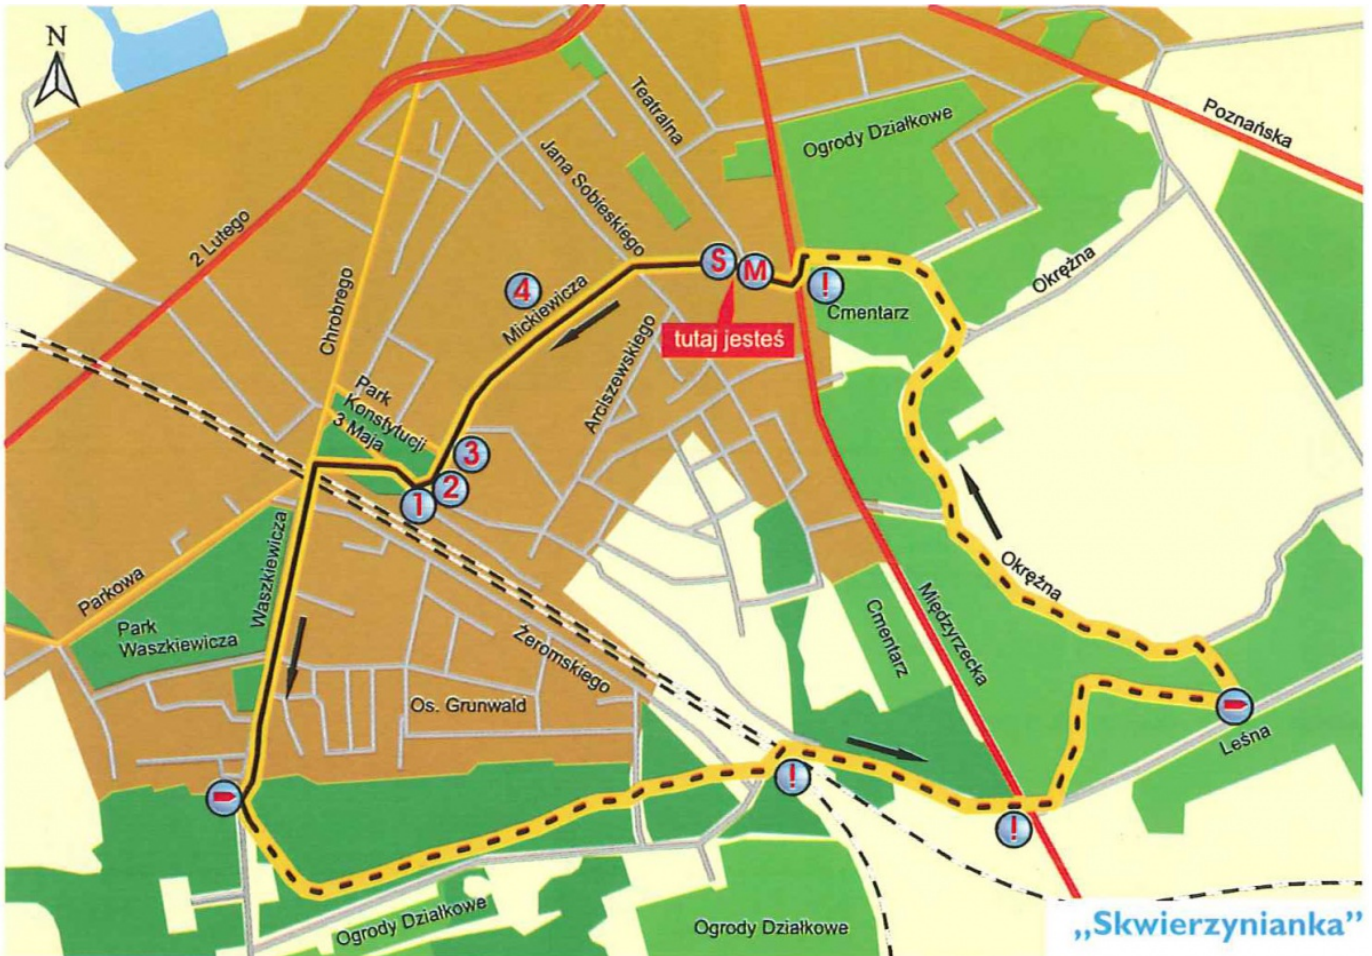 N
Teatralna
Poznańska
Ogrody Działkowe
Jana Sobieskiego
2 Lutego
S
M
!
4
Mickiewicza
Okrężna
Cmentarz
Chrobrego
tutaj jesteś
Arciszewskiego
Park
Konstytucji
3 Maja
3
2
1
Waszkiewicza
Parkowa
Okrężna
Park
Waszkiewicza
Żeromskiego
Cmentarz
Międzyrzecka
Os. Grunwald
Leśna
!
!
Ogrody Działkowe
Ogrody Działkowe
„Skwierzynianka”